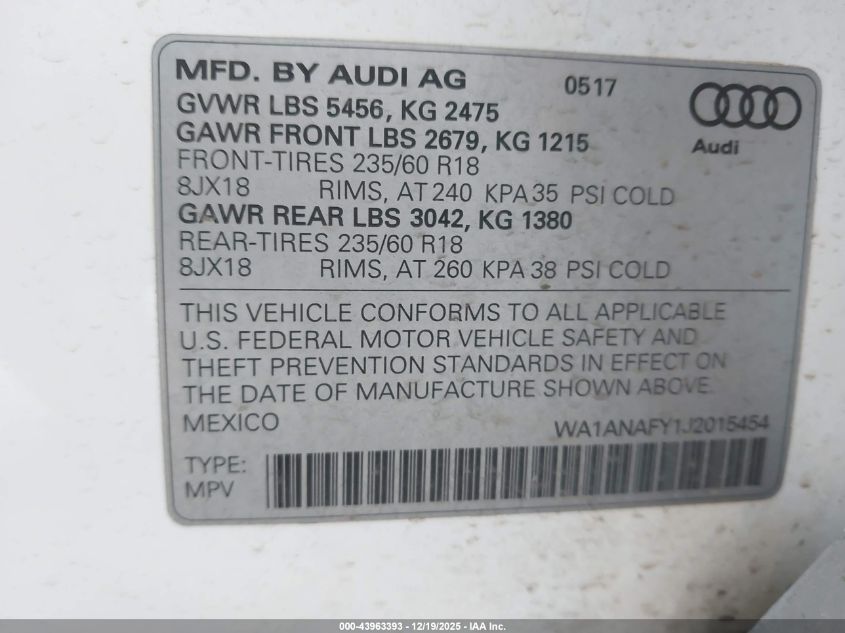 MFD. BY AUDI AG 0517
GVWR LBS 5456, KG 2475
GAWR FRONT LBS 2679, KG 1215
Audi
FRONT-TIRES 235/60 R18
8JX18 RIMS, AT 240 KPA 35 PSI COLD
GAWR REAR LBS 3042, KG 1380
REAR-TIRES 235/60 R18
8JX18 RIMS, AT 260 KPA 38 PSI COLD
THIS VEHICLE CONFORMS TO ALL APPLICABLE
U.S. FEDERAL MOTOR VEHICLE SAFETY AND
THEFT PREVENTION STANDARDS IN EFFECT ON
THE DATE OF MANUFACTURE SHOWN ABOVE.
MEXICO WA1ANAFY1J2015454
TYPE:
MPV
000-43963393 - 12/19/2025 - IAA Inc.